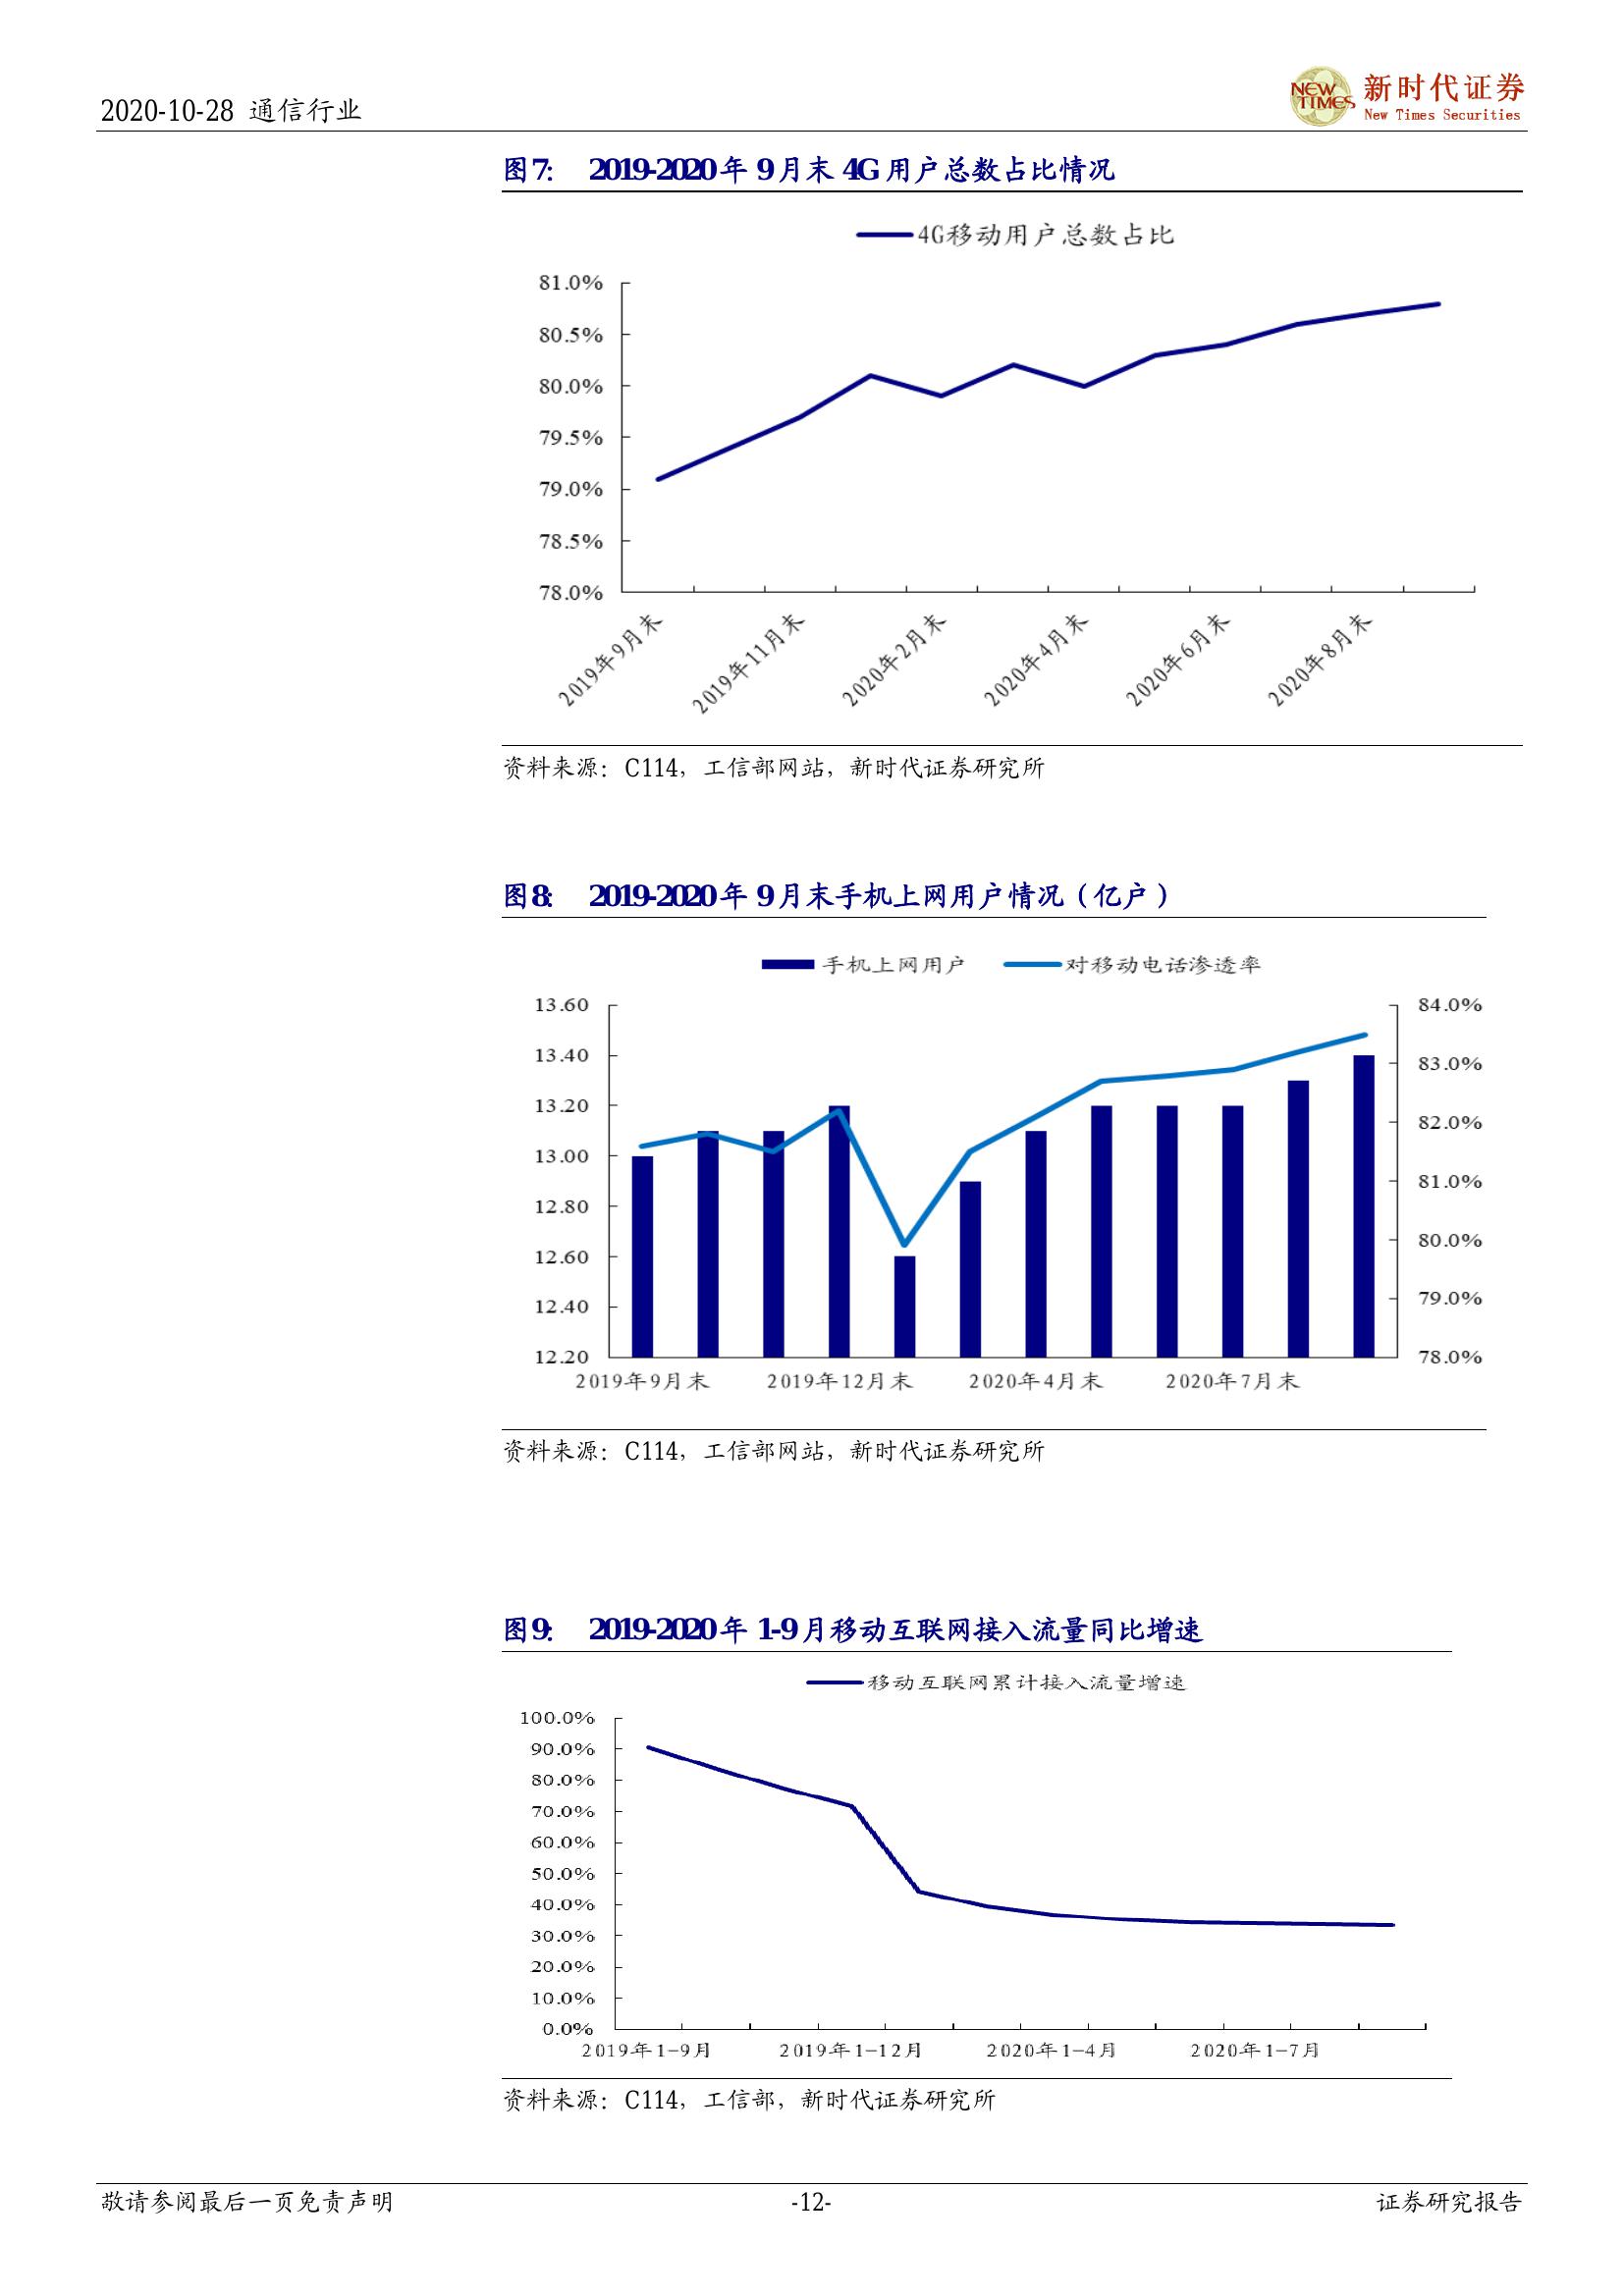 2020-10-28 通信行业
NEW TIMES
新时代证券
New Times Securities
图7: 2019-2020年9月末4G用户总数占比情况
4G移动用户总数占比
81.0%
80.5%
80.0%
79.5%
79.0%
78.5%
78.0%
2019年9月末 2019年11月末 2020年2月末 2020年4月末 2020年6月末 2020年8月末
资料来源：C114，工信部网站，新时代证券研究所
图8: 2019-2020年9月末手机上网用户情况（亿户）
手机上网用户 对移动电话渗透率
13.60 84.0%
13.40 83.0%
13.20 82.0%
13.00 81.0%
12.80 80.0%
12.60 79.0%
12.40
12.20 78.0%
2019年9月末 2019年12月末 2020年4月末 2020年7月末
资料来源：C114，工信部网站，新时代证券研究所
图9: 2019-2020年1-9月移动互联网接入流量同比增速
移动互联网累计接入流量增速
100.0%
90.0%
80.0%
70.0%
60.0%
50.0%
40.0%
30.0%
20.0%
10.0%
0.0%
2019年1-9月 2019年1-12月 2020年1-4月 2020年1-7月
资料来源：C114，工信部，新时代证券研究所
敬请参阅最后一页免责声明 -12- 证券研究报告